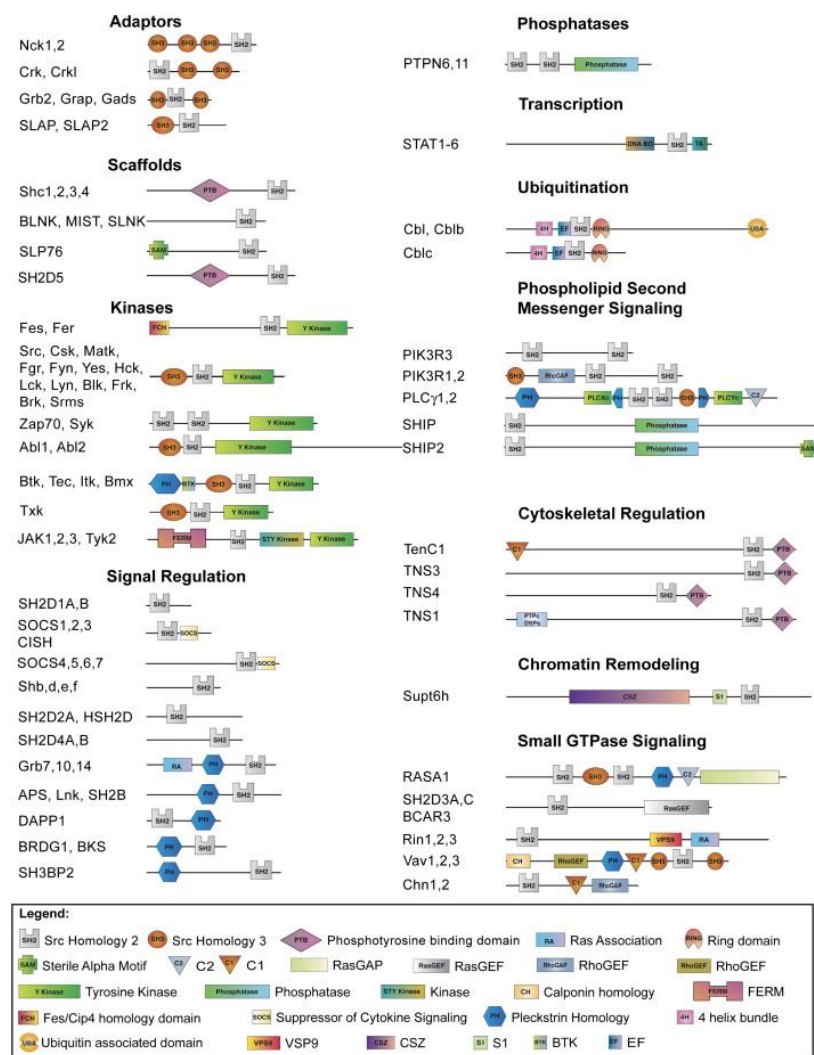 Adaptors
Nck1,2
SH3 SH3 SH3 SH2
Crk, Crkl
SH2 SH3 SH3
Grb2, Grap, Gads
SH3 SH2 SH3
SLAP, SLAP2
SH3 SH2
Scaffolds
Shc1,2,3,4
PTB SH2
BLNK, MIST, SLNK
SH2
SLP76
SAM SH2
SH2D5
PTB SH2
Kinases
Fes, Fer
FCH SH2 Y Kinase
Src, Csk, Matk,
Fgr, Fyn, Yes, Hck,
Lck, Lyn, Blk, Frk,
Brk, Srms
SH3 SH2 Y Kinase
Zap70, Syk
SH2 SH2 Y Kinase
Abl1, Abl2
SH3 SH2 Y Kinase
Btk, Tec, Itk, Bmx
PH BTK SH3 SH2 Y Kinase
Txk
SH3 SH2 Y Kinase
JAK1,2,3, Tyk2
FERM SH2 STY Kinase Y Kinase
Signal Regulation
SH2D1A,B
SH2
SOCS1,2,3
CISH
SH2 SOCS
SOCS4,5,6,7
SH2 SOCS
Shb,d,e,f
SH2
SH2D2A, HSH2D
SH2
SH2D4A,B
SH2
Grb7,10,14
RA PH SH2
APS, Lnk, SH2B
PH SH2
DAPP1
SH2 PH
BRDG1, BKS
PH SH2
SH3BP2
PH SH2
Phosphatases
PTPN6,11
SH2 SH2 Phosphatase
Transcription
STAT1-6
DNA BD SH2 TA
Ubiquitination
Cbl, Cblb
4H EF SH2 RING UBA
Cblc
4H EF SH2 RING
Phospholipid Second
Messenger Signaling
PIK3R3
SH2 SH2
PIK3R1,2
SH3 RhoGAP SH2 SH2
PLCγ1,2
PH PLCXc PH SH2 SH2 SH3 PH PLCYc C2
SHIP
SH2 Phosphatase
SHIP2
SH2 Phosphatase SAM
Cytoskeletal Regulation
TenC1
C1 SH2 PTB
TNS3
SH2 PTB
TNS4
SH2 PTB
TNS1
PTPc
DSPs
SH2 PTB
Chromatin Remodeling
Supt6h
CSZ S1 SH2
Small GTPase Signaling
RASA1
SH2 SH3 SH2 PH C2 RasGAP
SH2D3A,C
BCAR3
SH2 RasGEF
Rin1,2,3
SH2 VPS9 RA
Vav1,2,3
CH RhoGEF PH C1 SH3 SH2 SH3
Chn1,2
SH2 C1 RhoGAP
Legend:
SH2 Src Homology 2 SH3 Src Homology 3 PTB Phosphotyrosine binding domain RA Ras Association RING Ring domain
SAM Sterile Alpha Motif C2 C2 C1 C1 RasGAP RasGAP RasGEF RasGEF RhoGAP RhoGEF RhoGEF RhoGEF
Y Kinase Tyrosine Kinase Phosphatase Phosphatase STY Kinase Kinase CH Calponin homology FERM FERM
FCH Fes/Cip4 homology domain SOCS Suppressor of Cytokine Signaling PH Pleckstrin Homology 4H 4 helix bundle
UBA Ubiquitin associated domain VPS9 VSP9 CSZ CSZ S1 S1 BTK BTK EF EF